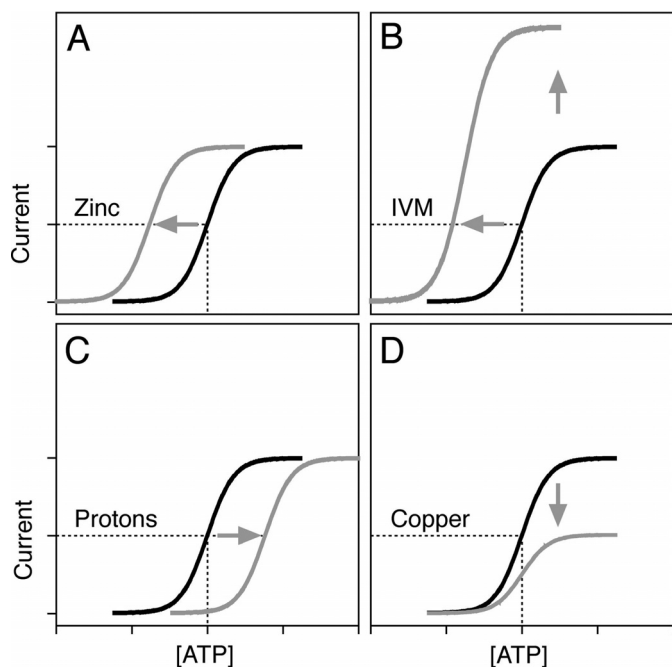 A
B
Current
Zinc
IVM
C
D
Current
Protons
Copper
[ATP]
[ATP]